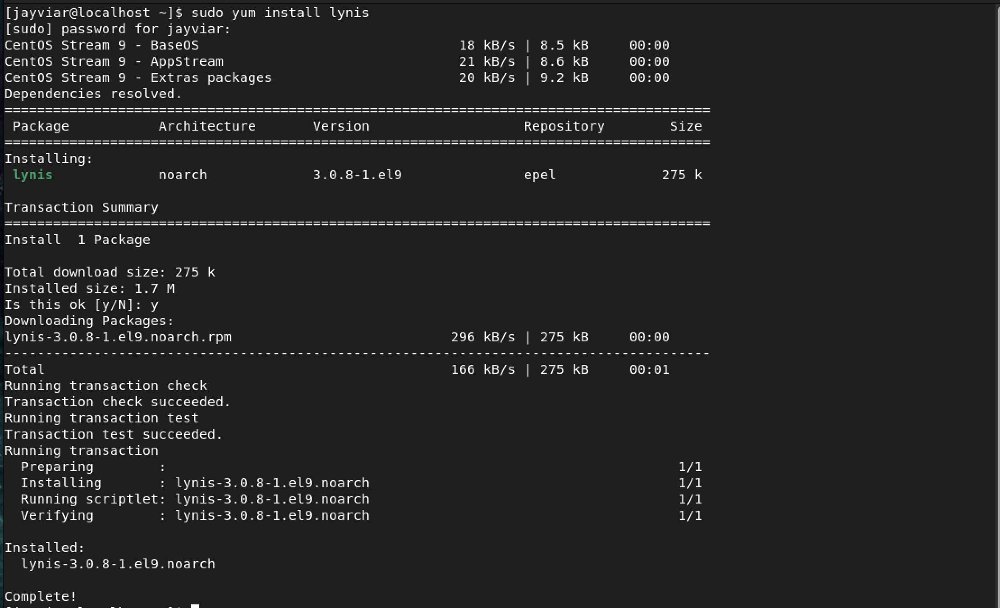 [jayviar@localhost ~]$ sudo yum install lynis
[sudo] password for jayviar:
CentOS Stream 9 - BaseOS                                18 kB/s | 8.5 kB     00:00
CentOS Stream 9 - AppStream                             21 kB/s | 8.6 kB     00:00
CentOS Stream 9 - Extras packages                       20 kB/s | 9.2 kB     00:00
Dependencies resolved.
=======================================================================================
 Package           Architecture       Version                   Repository        Size
=======================================================================================
Installing:
 lynis             noarch             3.0.8-1.el9               epel             275 k
Transaction Summary
=======================================================================================
Install  1 Package
Total download size: 275 k
Installed size: 1.7 M
Is this ok [y/N]: y
Downloading Packages:
lynis-3.0.8-1.el9.noarch.rpm                           296 kB/s | 275 kB     00:00
---------------------------------------------------------------------------------------
Total                                                  166 kB/s | 275 kB     00:01
Running transaction check
Transaction check succeeded.
Running transaction test
Transaction test succeeded.
Running transaction
  Preparing        :                                                               1/1
  Installing       : lynis-3.0.8-1.el9.noarch                                      1/1
  Running scriptlet: lynis-3.0.8-1.el9.noarch                                      1/1
  Verifying        : lynis-3.0.8-1.el9.noarch                                      1/1
Installed:
  lynis-3.0.8-1.el9.noarch
Complete!